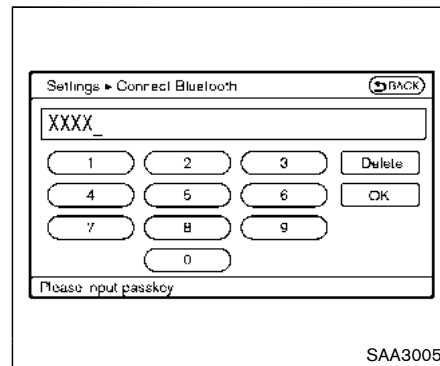 Settings ▸ Connect Bluetooth BACK
XXXX_
1 2 3 Delete
4 5 6 OK
7 8 9
0
Please input passkey
SAA3005